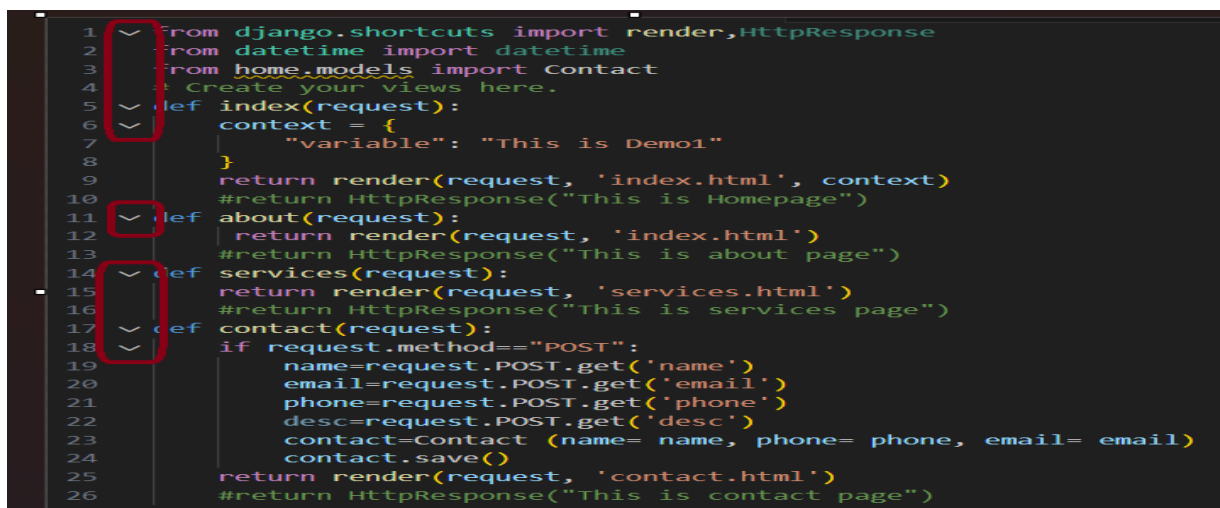 1 from django.shortcuts import render,HttpResponse
2 from datetime import datetime
3 from home.models import Contact
4 # Create your views here.
5 def index(request):
6     context = {
7         "variable": "This is Demo1"
8     }
9     return render(request, 'index.html', context)
10     #return HttpResponse("This is Homepage")
11 def about(request):
12      return render(request, 'index.html')
13     #return HttpResponse("This is about page")
14 def services(request):
15     return render(request, 'services.html')
16     #return HttpResponse("This is services page")
17 def contact(request):
18     if request.method=="POST":
19         name=request.POST.get('name')
20         email=request.POST.get('email')
21         phone=request.POST.get('phone')
22         desc=request.POST.get('desc')
23         contact=Contact (name= name, phone= phone, email= email)
24         contact.save()
25     return render(request, 'contact.html')
26     #return HttpResponse("This is contact page")